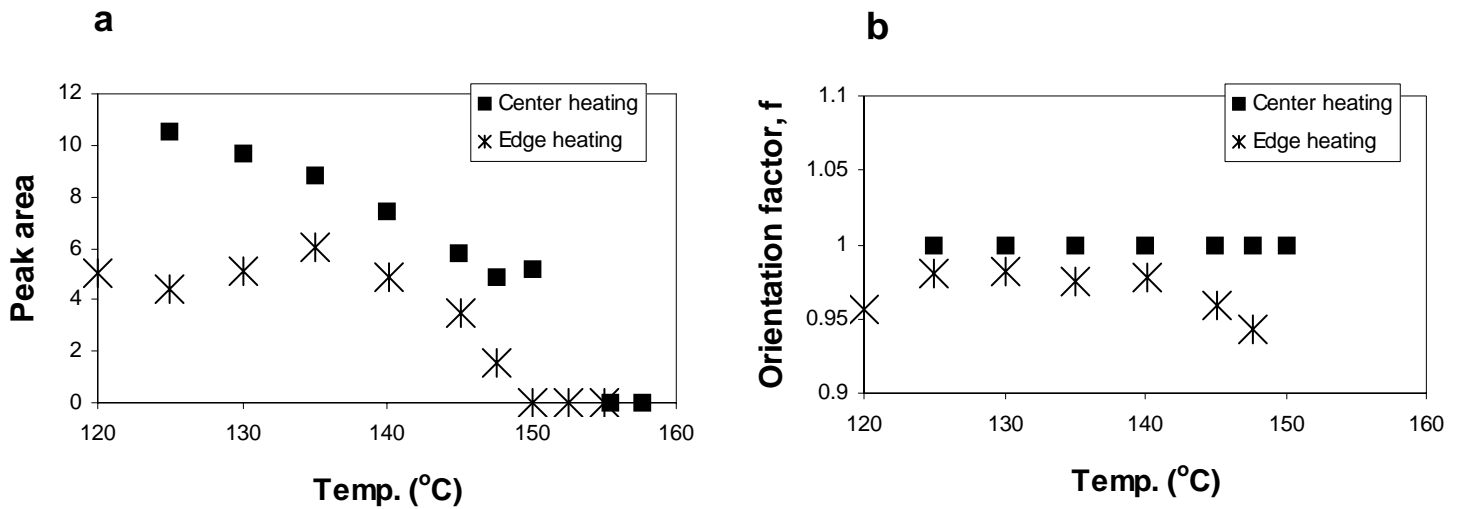 a
12
10
8
6
4
2
0
120
130
140
150
160
Peak area
Temp. (°C)
Center heating
Edge heating
b
1.1
1.05
1
0.95
0.9
120
130
140
150
160
Orientation factor, f
Temp. (°C)
Center heating
Edge heating